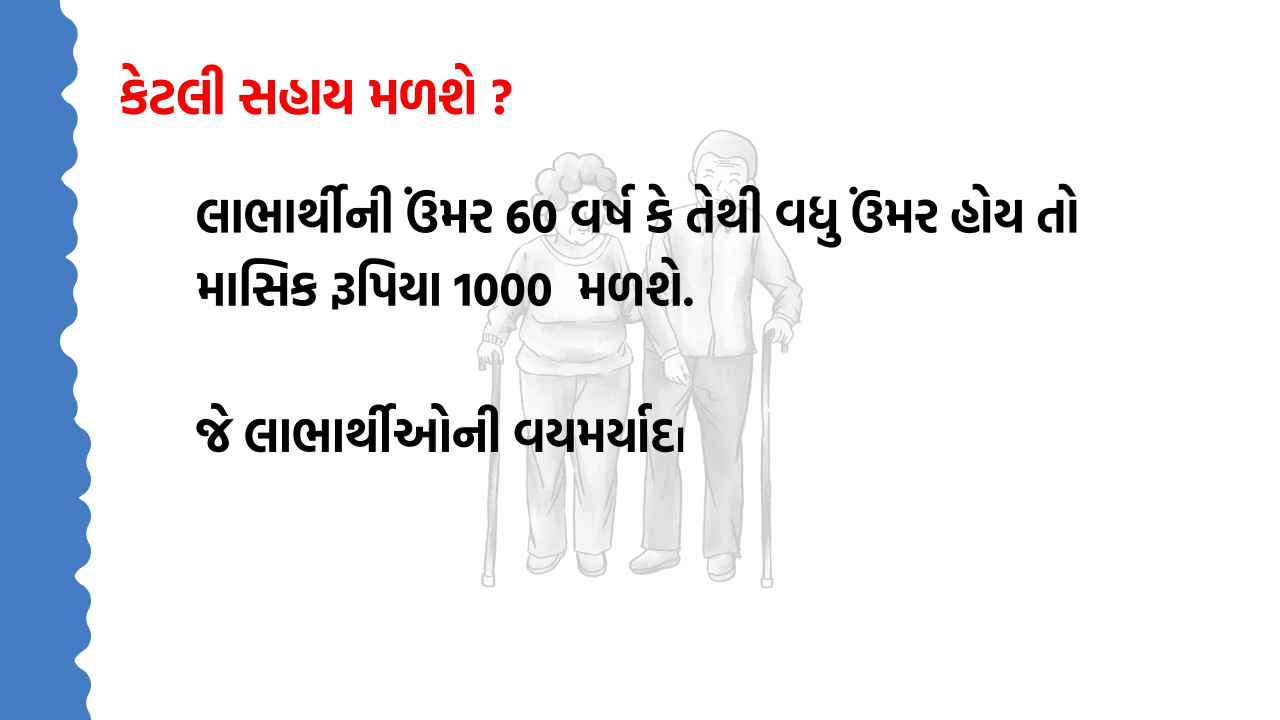 કેટલી સહાય મળશે ?
લાભાર્થીની ઉંમર 60 વર્ષ કે તેથી વધુ ઉંમર હોય તો
માસિક રૂપિયા 1000 મળશે.
જે લાભાર્થીઓની વયમર્યાદા